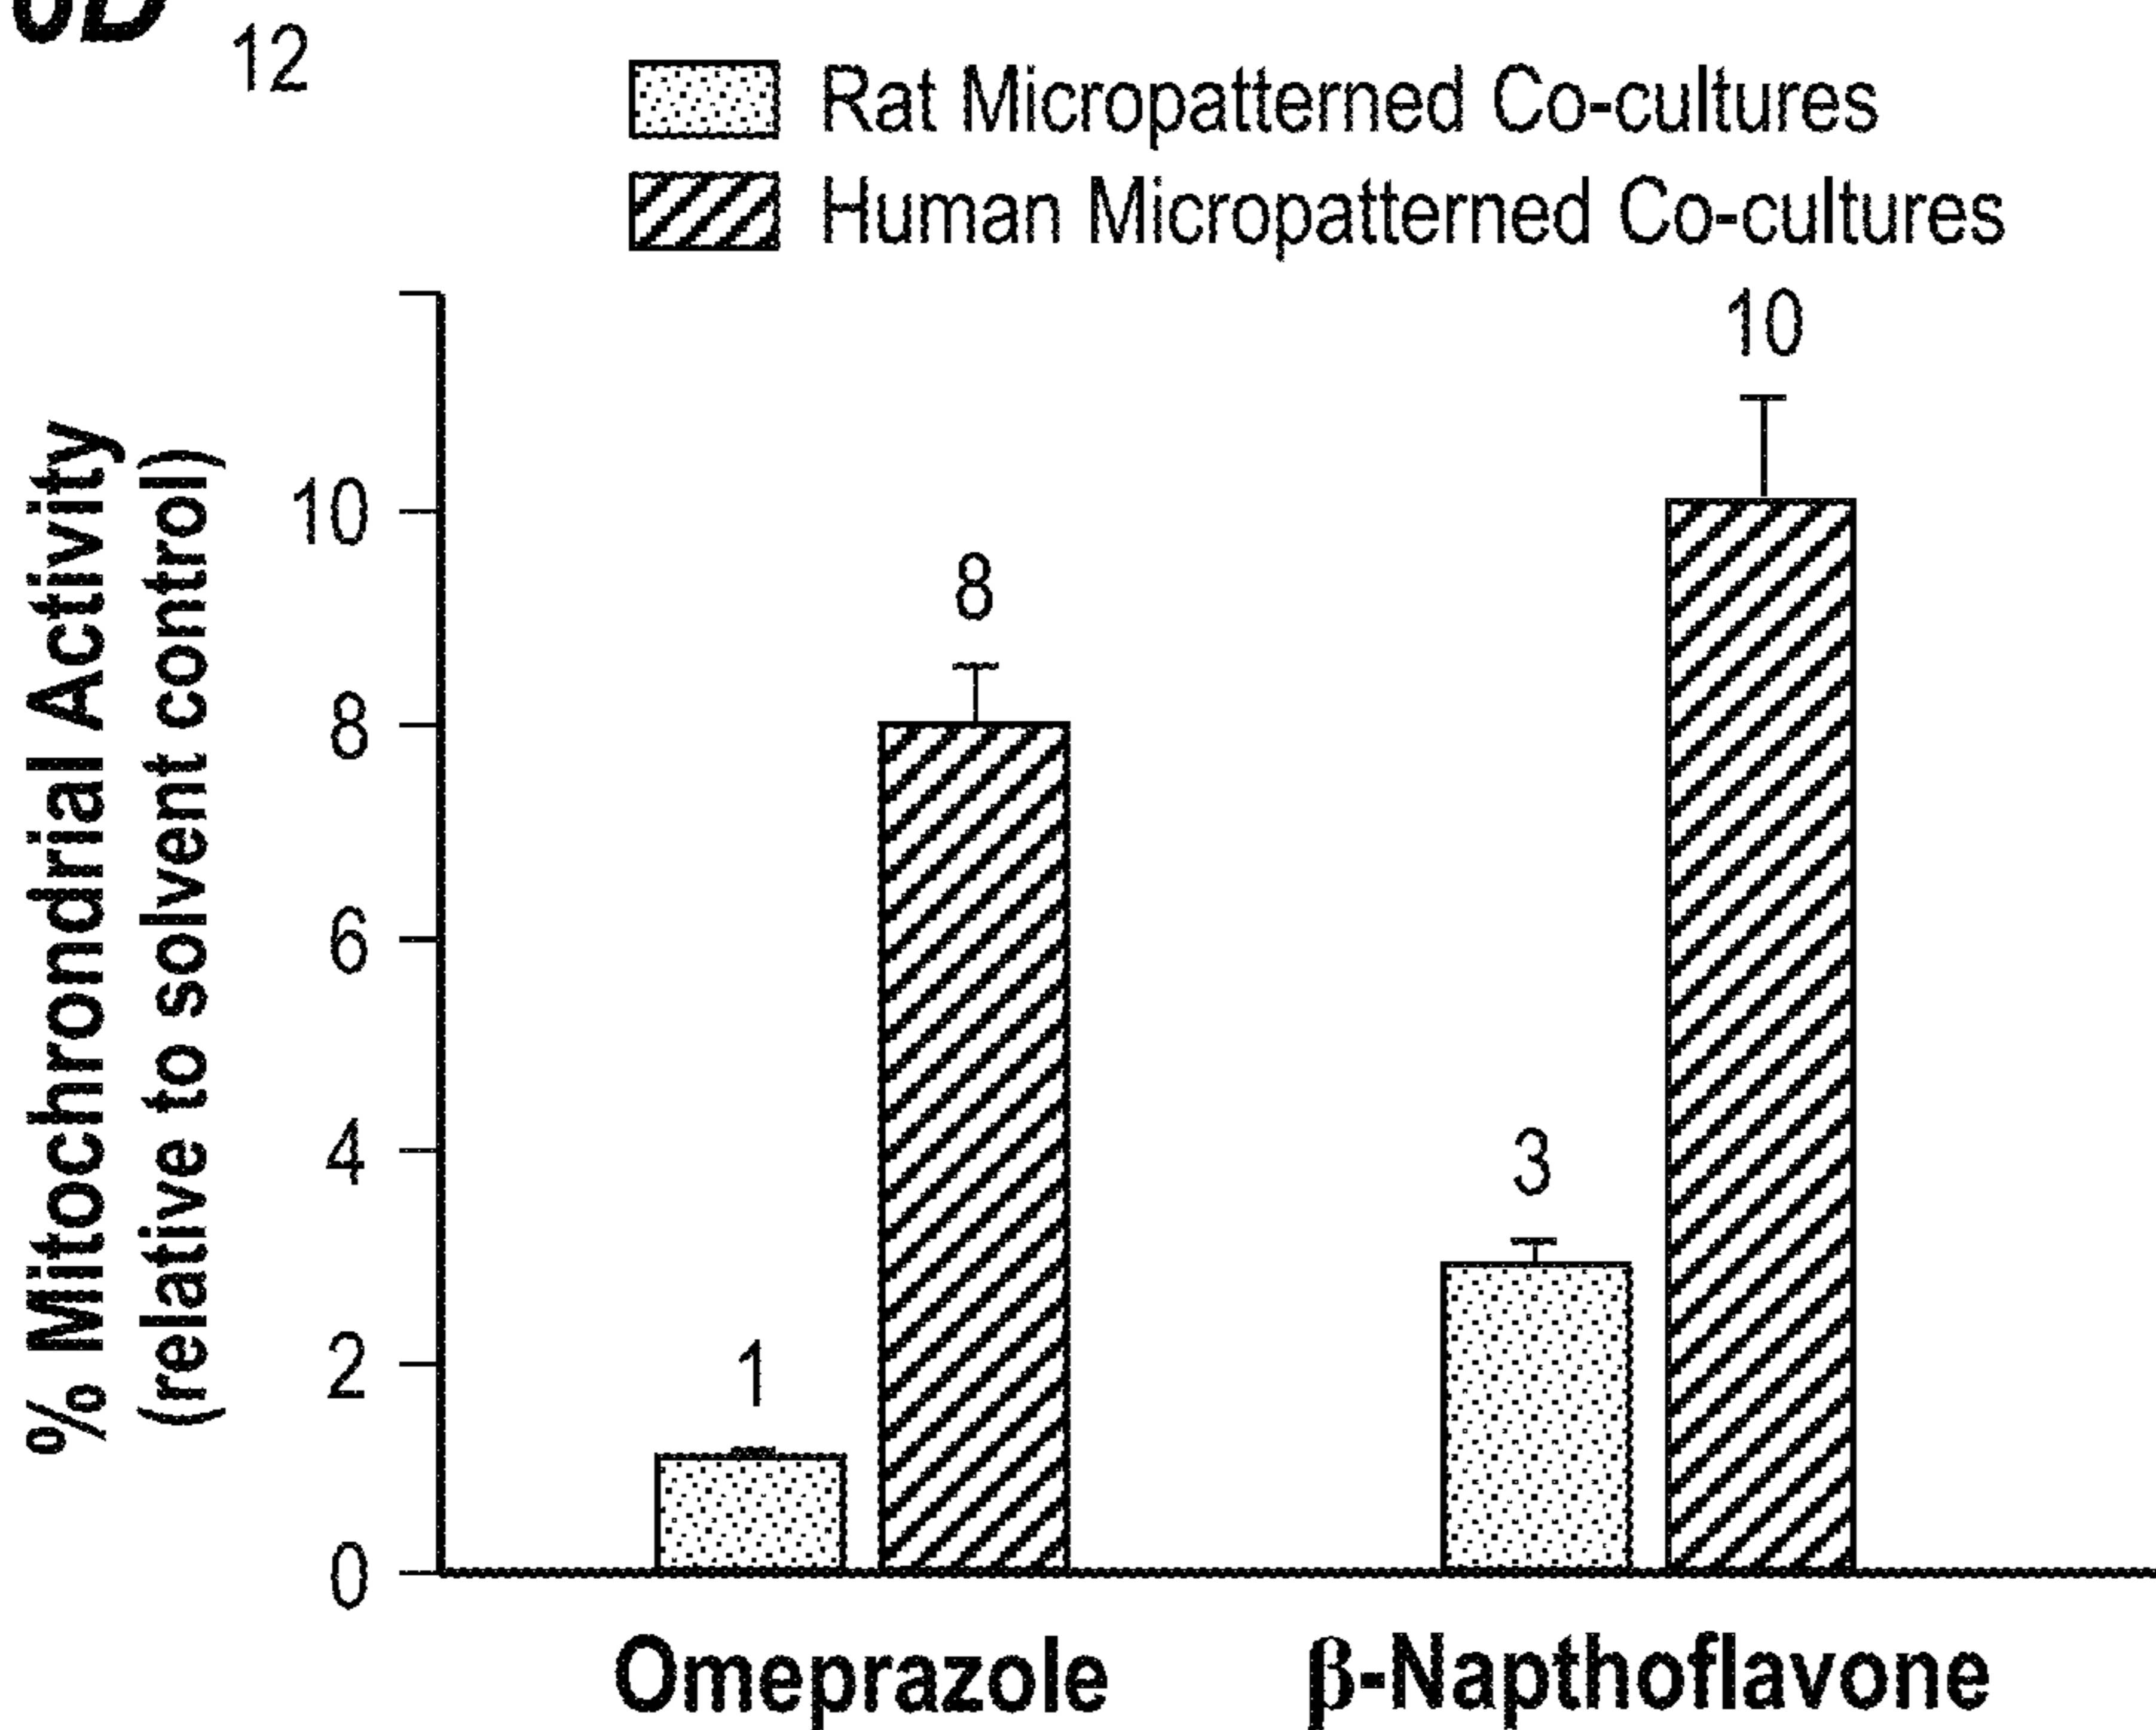 12
Rat Micropatterned Co-cultures
Human Micropatterned Co-cultures
% Mitochrondrial Activity
(relative to solvent control)
10
8
6
4
2
0
1
8
3
10
Omeprazole
β-Napthoflavone